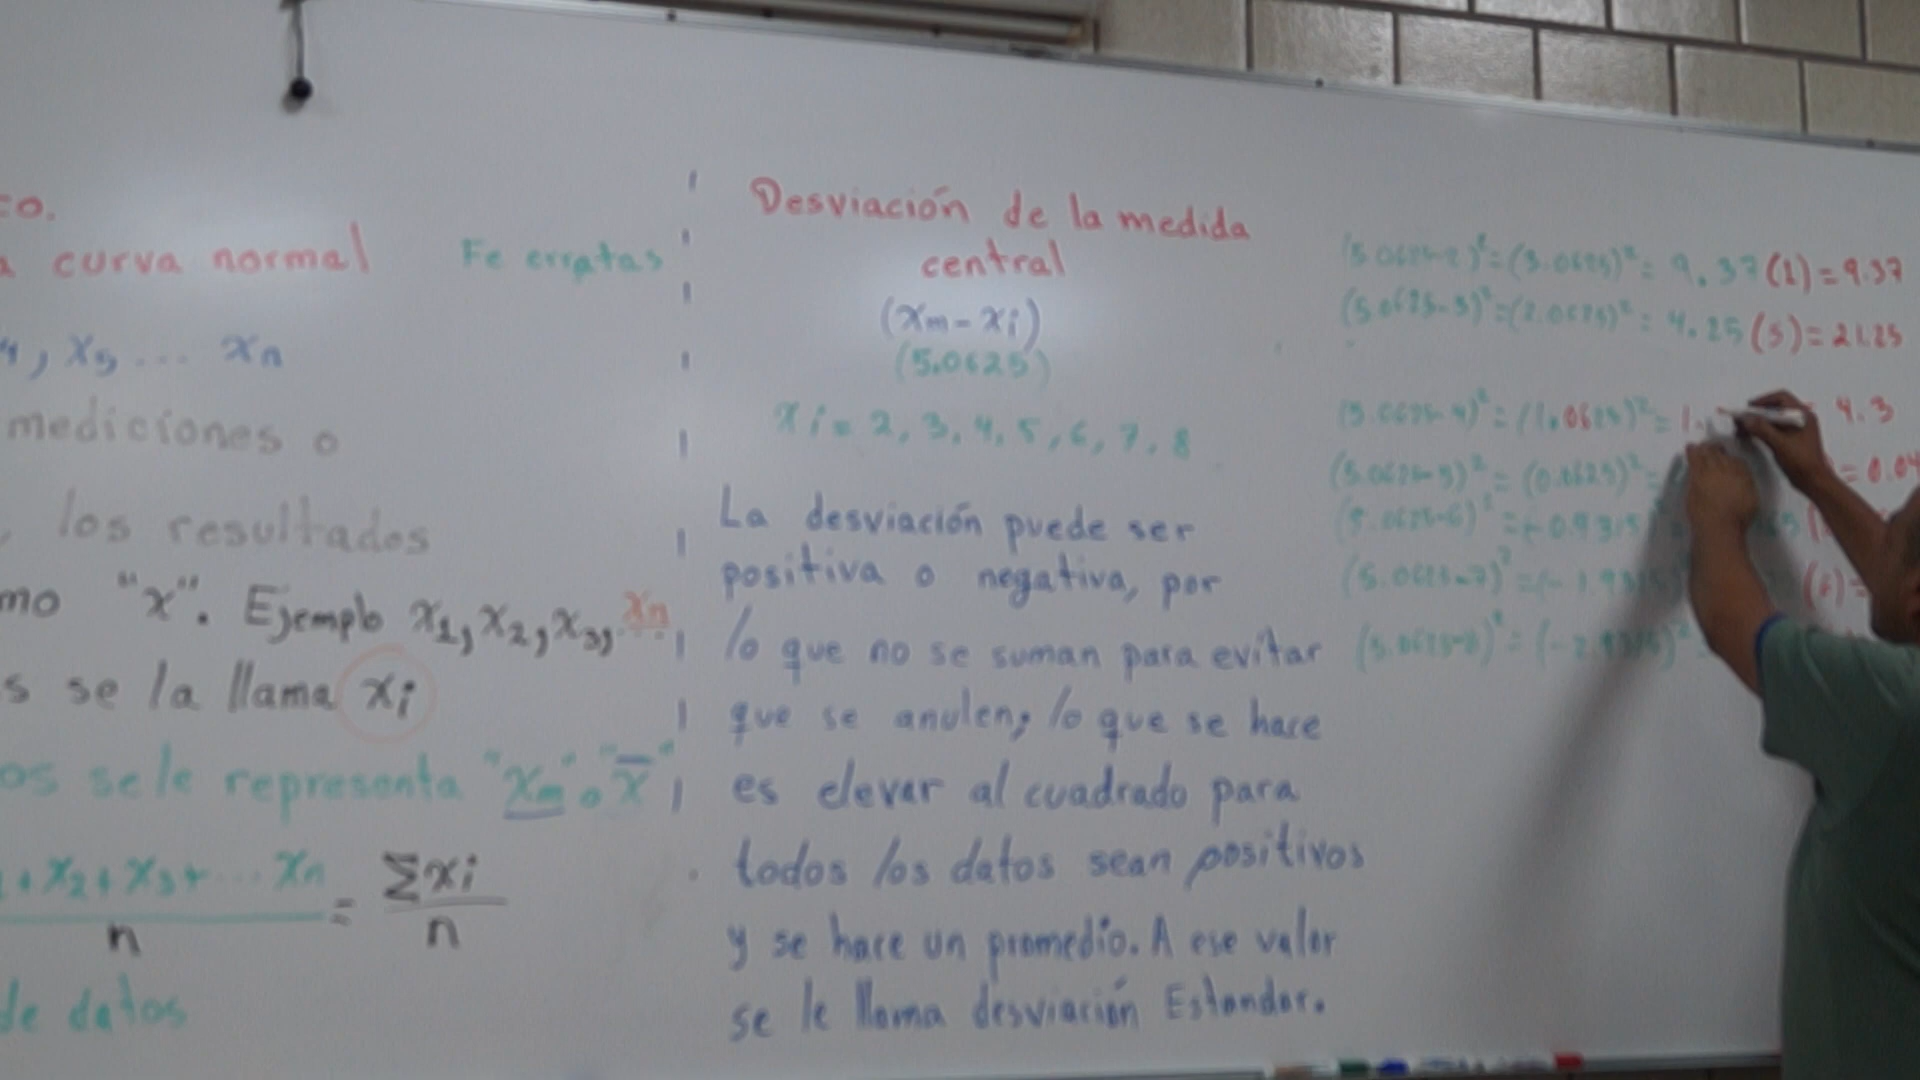 co.
a curva normal
Fe erratas
4, x5 ... xn
mediciones o
, los resultados
mo "x". Ejemplo x1, x2, x3, ... xn
s se la llama xi
os se le representa "xm" o "x̄"
+ x2 + x3 + ... xn = Σxi
n n
de datos
Desviación de la medida
central
(xm - xi)
(5.0625)
xi = 2, 3, 4, 5, 6, 7, 8
La desviación puede ser
positiva o negativa, por
lo que no se suman para evitar
que se anulen; lo que se hace
es elevar al cuadrado para
todos los datos sean positivos
y se hace un promedio. A ese valor
se le llama desviación Estandar.
(5.0625-2)² = (3.0625)² = 9.37 (1) = 9.37
(5.0625-3)² = (2.0625)² = 4.25 (5) = 21.25
(5.0625-4)² = (1.0625)² = 1. 4.3
(5.0625-5)² = (0.0625)² = = 0.04
(5.0625-6)² = (-0.9375
(5.0625-7)² = (-1.93
(5.0625-8)² = (-2.9375)²